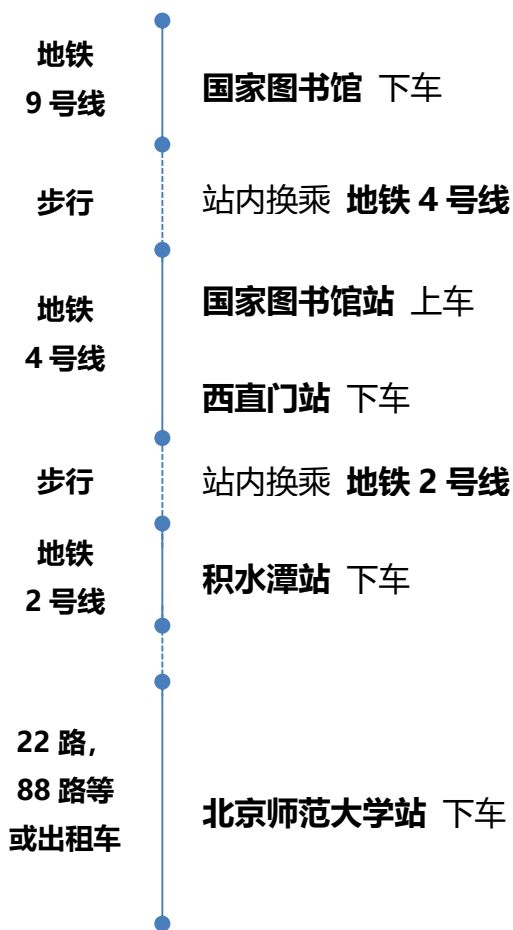 地铁
9 号线
国家图书馆 下车
步行
站内换乘 地铁 4 号线
地铁
4 号线
国家图书馆站 上车
西直门站 下车
步行
站内换乘 地铁 2 号线
地铁
2 号线
积水潭站 下车
22 路，
88 路等
或出租车
北京师范大学站 下车